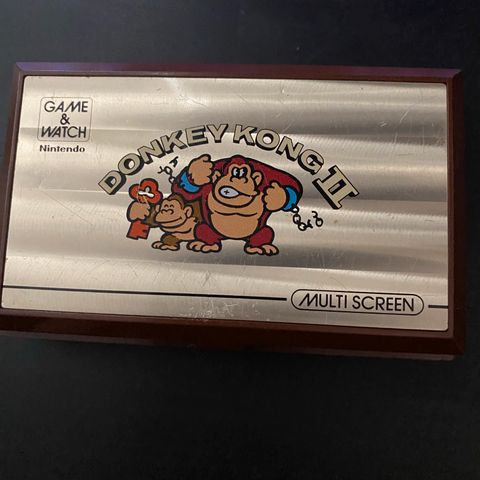 GAME
&
WATCH
Nintendo
DONKEY KONG II
MULTI SCREEN